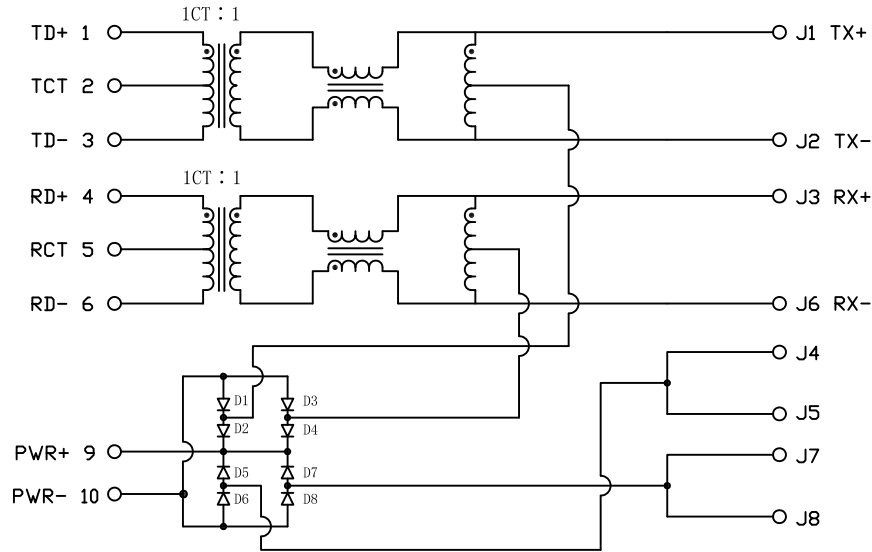 1CT : 1
TD+ 1
J1 TX+
TCT 2
TD- 3
J2 TX-
1CT : 1
RD+ 4
J3 RX+
RCT 5
RD- 6
J6 RX-
J4
D1
D3
J5
D2
D4
PWR+ 9
J7
D5
D7
PWR- 10
D6
D8
J8